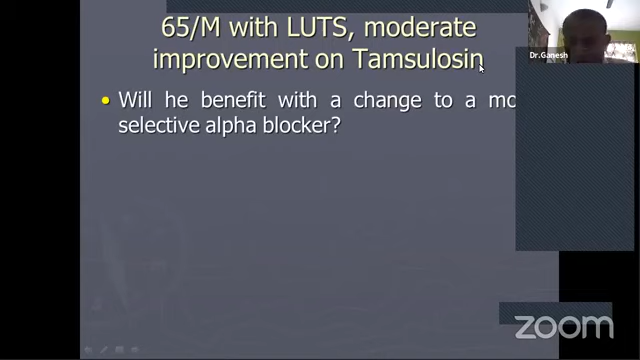 65/M with LUTS, moderate
improvement on Tamsulosin
Dr.Ganesh
• Will he benefit with a change to a mo
selective alpha blocker?
zoom